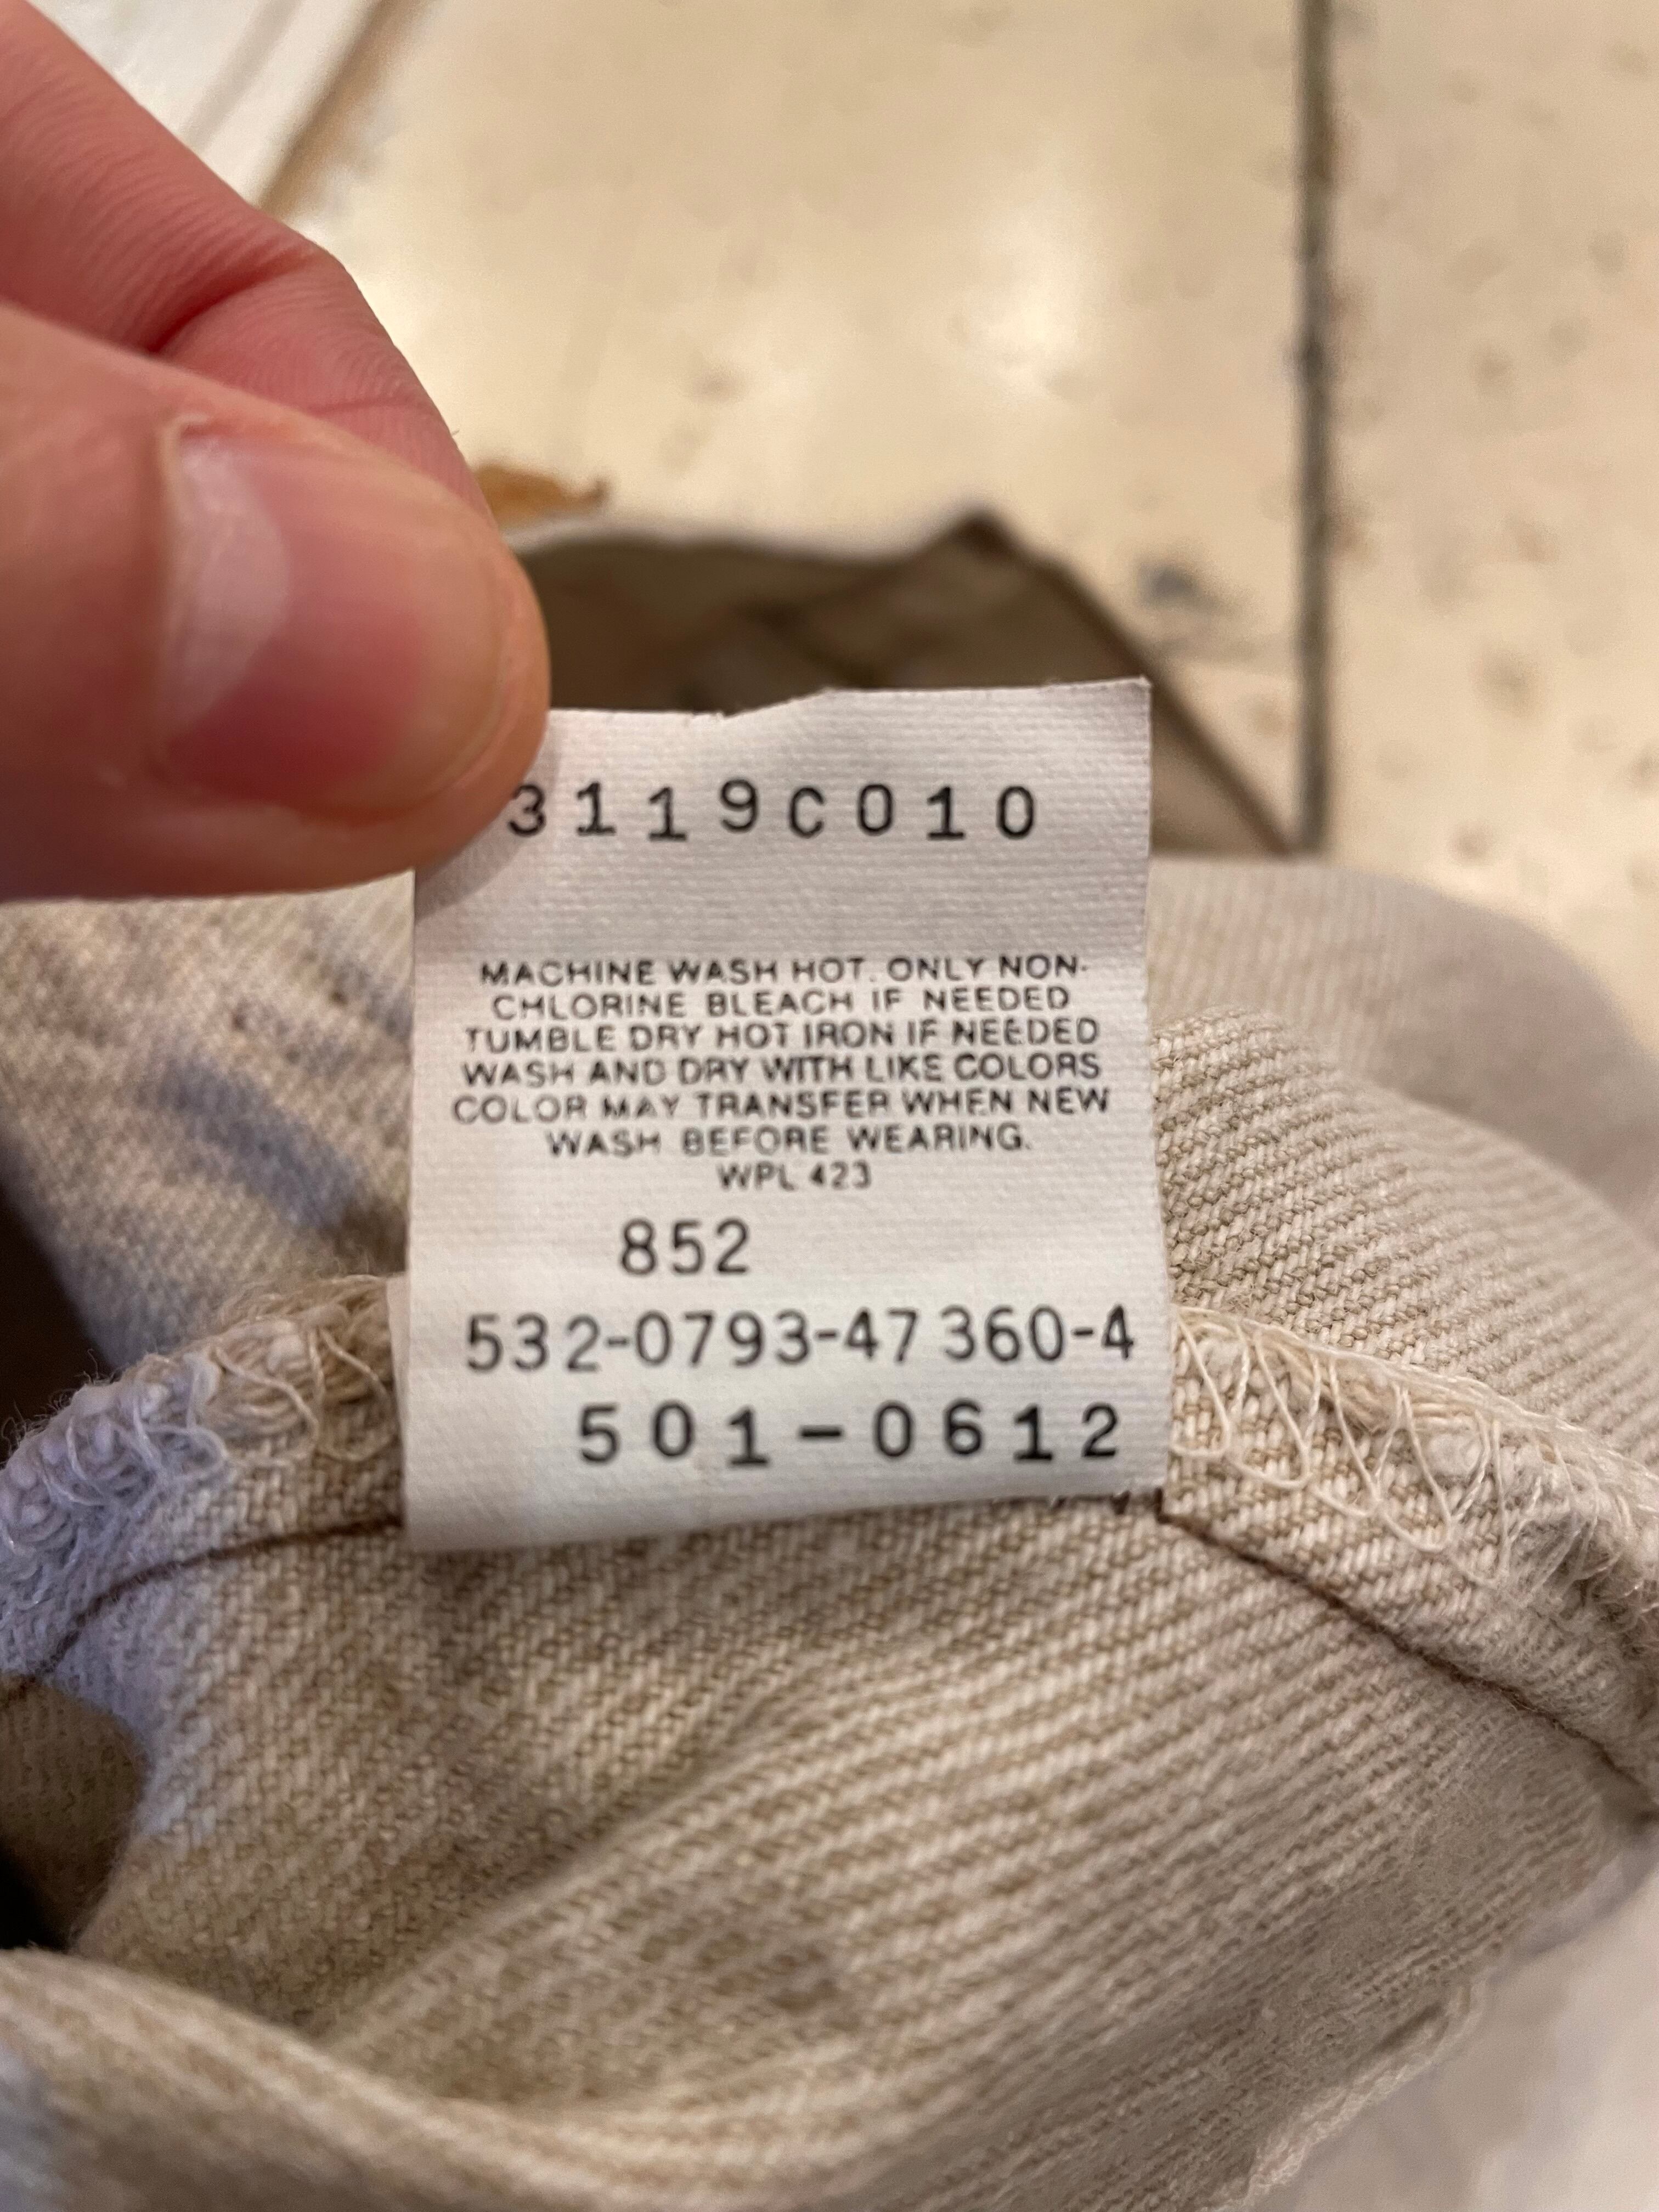 3119C010
MACHINE WASH HOT. ONLY NON-
CHLORINE BLEACH IF NEEDED
TUMBLE DRY HOT IRON IF NEEDED
WASH AND DRY WITH LIKE COLORS
COLOR MAY TRANSFER WHEN NEW
WASH BEFORE WEARING.
WPL 423
852
532-0793-47 360-4
501-0612